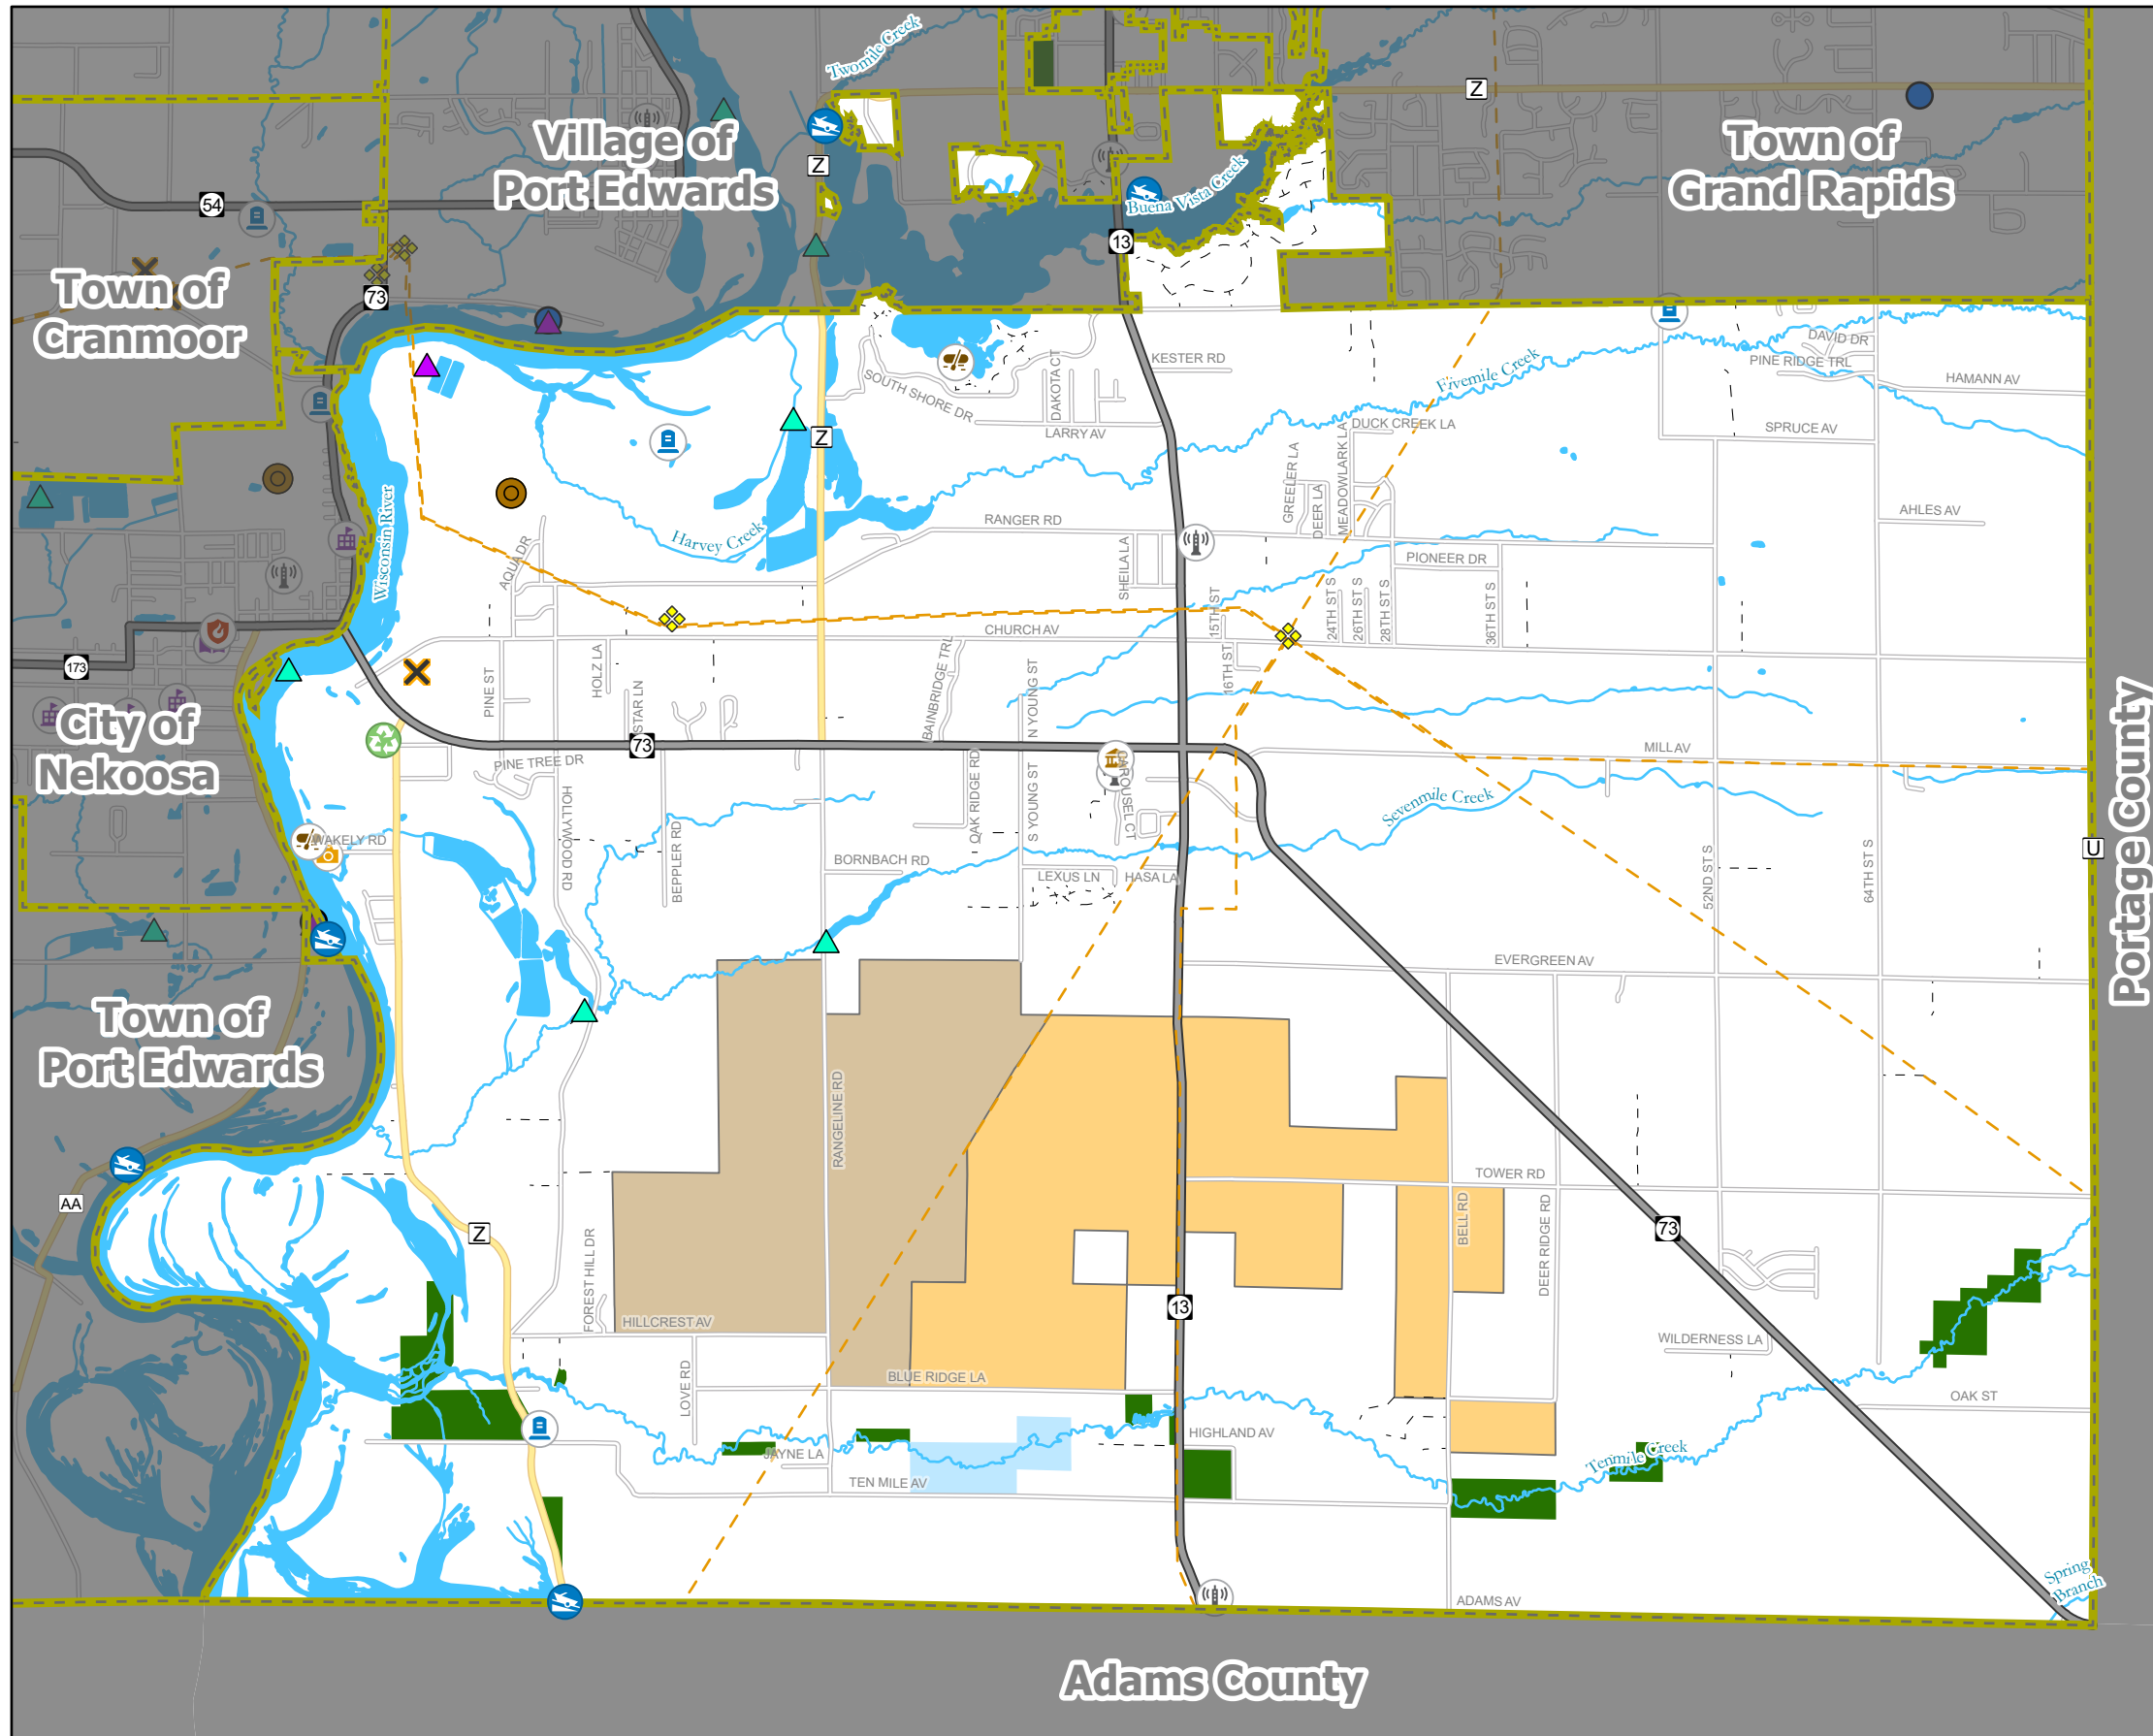 Twomile Creek
Z
Village of
Port Edwards
Z
Town of
Grand Rapids
54
Buena Vista Creek
13
Town of
Cranmoor
73
KESTER RD
DAVID DR
PINE RIDGE TRL
HAMANN AV
Fivemile Creek
SOUTH SHORE DR
DAKOTA CT
LARRY AV
DUCK CREEK LA
SPRUCE AV
Z
GREELER LA
DEER LA
MEADOWLARK LA
AHLES AV
Wisconsin River
Harvey Creek
RANGER RD
SHEILA LA
PIONEER DR
AQUA DR
15TH ST
24TH ST S
26TH ST S
28TH ST S
36TH ST S
CHURCH AV
173
PINE ST
HOLZ LA
STAR LN
BAINBRIDGE TRL
N YOUNG ST
16TH ST
City of
Nekoosa
73
MILL AV
PINE TREE DR
HOLLYWOOD RD
BEPPLER RD
OAK RIDGE RD
S YOUNG ST
CAROUSEL CT
Sevenmile Creek
Portage County
U
WAKELY RD
BORNBACH RD
LEXUS LN
HASA LA
52ND ST S
64TH ST S
EVERGREEN AV
Town of
Port Edwards
RANGELINE RD
AA
Z
TOWER RD
BELL RD
DEER RIDGE RD
73
FOREST HILL DR
HILLCREST AV
13
WILDERNESS LA
LOVE RD
BLUE RIDGE LA
OAK ST
HIGHLAND AV
JAYNE LA
TEN MILE AV
Tenmile Creek
Spring
Branch
ADAMS AV
Adams County